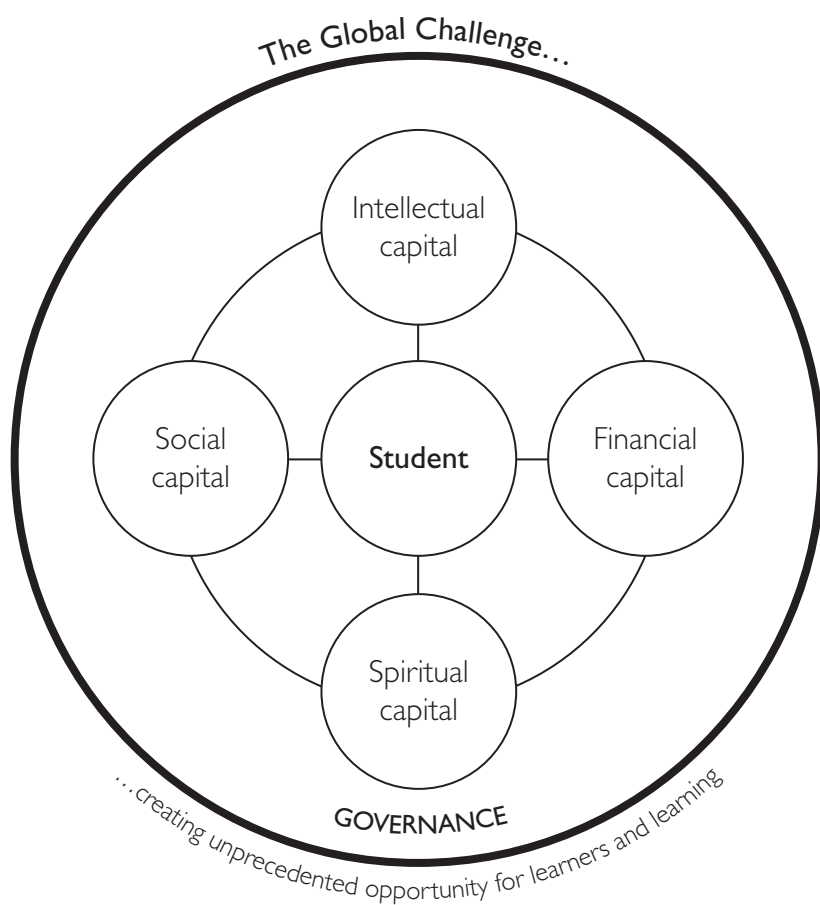 The Global Challenge…
Intellectual
capital
Social
capital
Student
Financial
capital
Spiritual
capital
GOVERNANCE
…creating unprecedented opportunity for learners and learning